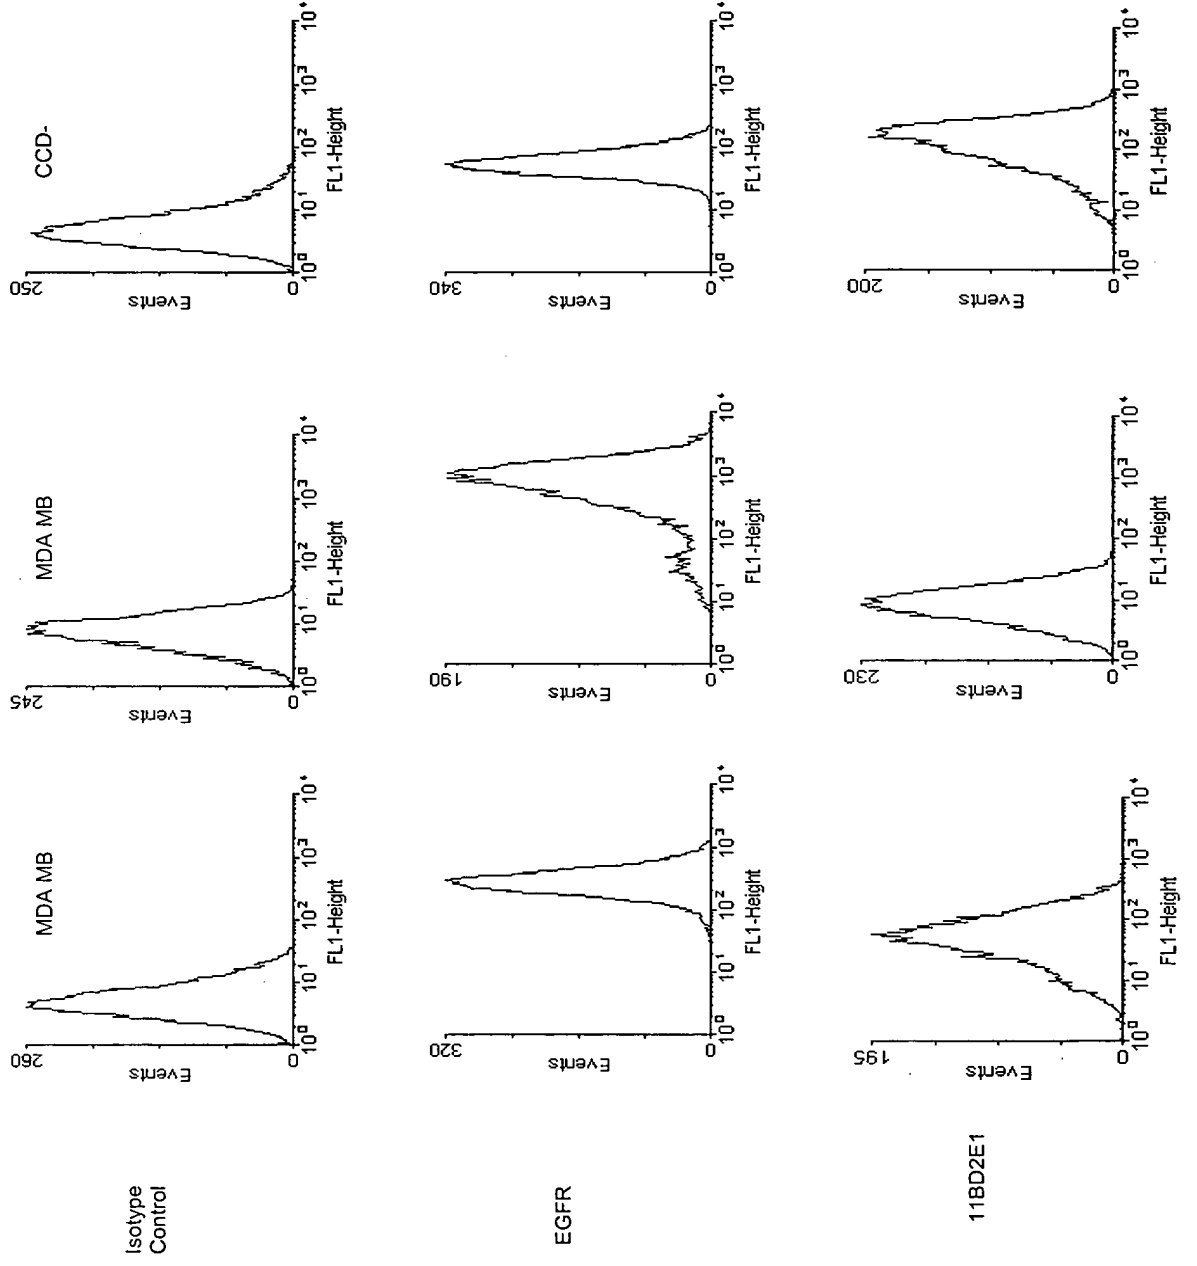 MDA MB
MDA MB
CCD-
Isotype
Control
260
Events
0
10⁰ 10¹ 10² 10³ 10⁴
FL1-Height
245
Events
0
10⁰ 10¹ 10² 10³ 10⁴
FL1-Height
250
Events
0
10⁰ 10¹ 10² 10³ 10⁴
FL1-Height
EGFR
320
Events
0
10⁰ 10¹ 10² 10³ 10⁴
FL1-Height
190
Events
0
10⁰ 10¹ 10² 10³ 10⁴
FL1-Height
340
Events
0
10⁰ 10¹ 10² 10³ 10⁴
FL1-Height
11BD2E1
195
Events
0
10⁰ 10¹ 10² 10³ 10⁴
FL1-Height
230
Events
0
10⁰ 10¹ 10² 10³ 10⁴
FL1-Height
200
Events
0
10⁰ 10¹ 10² 10³ 10⁴
FL1-Height